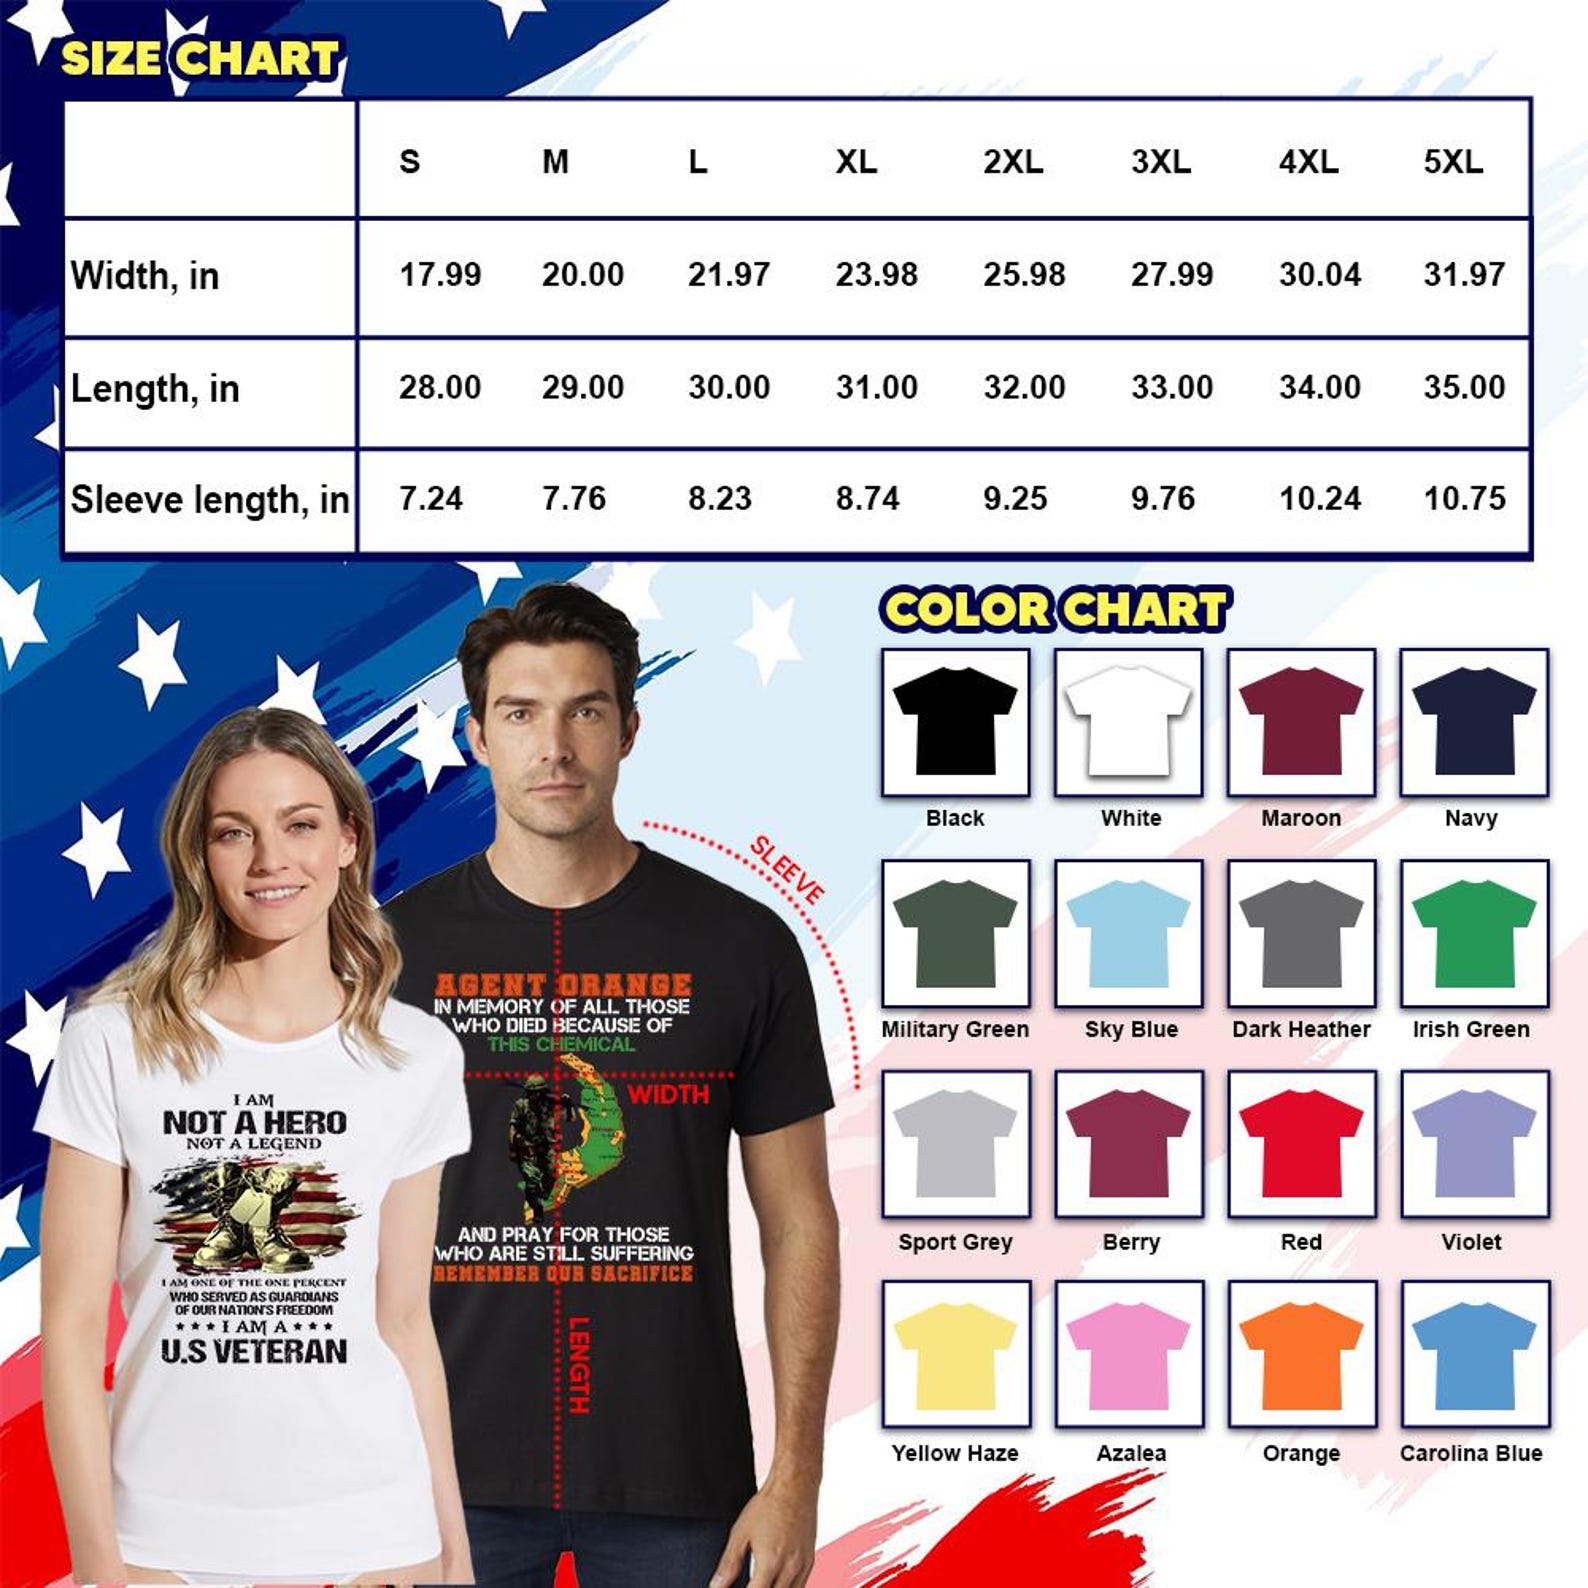 SIZE CHART
S M L XL 2XL 3XL 4XL 5XL
Width, in 17.99 20.00 21.97 23.98 25.98 27.99 30.04 31.97
Length, in 28.00 29.00 30.00 31.00 32.00 33.00 34.00 35.00
Sleeve length, in 7.24 7.76 8.23 8.74 9.25 9.76 10.24 10.75
I AM
NOT A HERO
NOT A LEGEND
I AM ONE OF THE ONE PERCENT
WHO SERVED AS GUARDIANS
OF OUR NATION'S FREEDOM
★★★ I AM A ★★★
U.S VETERAN
AGENT ORANGE
IN MEMORY OF ALL THOSE
WHO DIED BECAUSE OF
THIS CHEMICAL
AND PRAY FOR THOSE
WHO ARE STILL SUFFERING
REMEMBER OUR SACRIFICE
SLEEVE
WIDTH
LENGTH
COLOR CHART
Black White Maroon Navy
Military Green Sky Blue Dark Heather Irish Green
Sport Grey Berry Red Violet
Yellow Haze Azalea Orange Carolina Blue